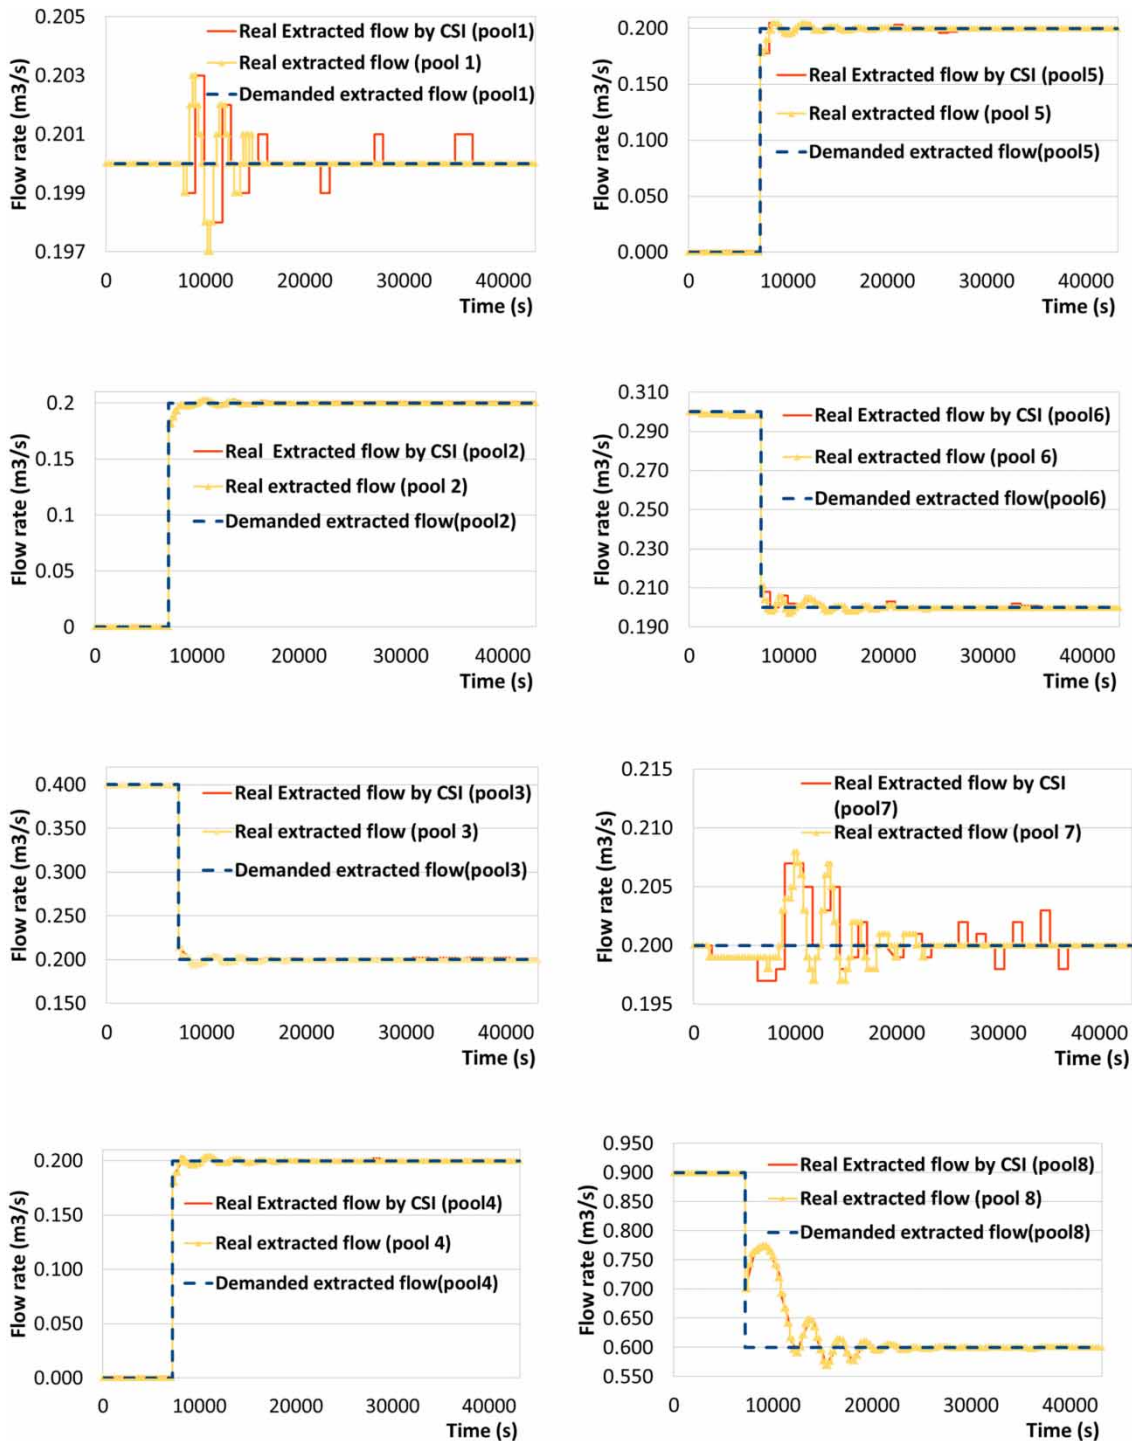 0.205
0.203
0.201
0.199
0.197
Flow rate (m3/s)
Real Extracted flow by CSI (pool1)
Real extracted flow (pool 1)
Demanded extracted flow (pool1)
0 10000 20000 30000 40000
Time (s)
0.200
0.150
0.100
0.050
0.000
Flow rate (m3/s)
Real Extracted flow by CSI (pool5)
Real extracted flow (pool 5)
Demanded extracted flow(pool5)
0 10000 20000 30000 40000
Time (s)
0.2
0.15
0.1
0.05
0
Flow rate (m3/s)
Real Extracted flow by CSI (pool2)
Real extracted flow (pool 2)
Demanded extracted flow(pool2)
0 10000 20000 30000 40000
Time (s)
0.310
0.290
0.270
0.250
0.230
0.210
0.190
Flow rate (m3/s)
Real Extracted flow by CSI (pool6)
Real extracted flow (pool 6)
Demanded extracted flow(pool6)
0 10000 20000 30000 40000
Time (s)
0.400
0.350
0.300
0.250
0.200
0.150
Flow rate (m3/s)
Real Extracted flow by CSI (pool3)
Real extracted flow (pool 3)
Demanded extracted flow(pool3)
0 10000 20000 30000 40000
Time (s)
0.215
0.210
0.205
0.200
0.195
Flow rate (m3/s)
Real Extracted flow by CSI
(pool7)
Real extracted flow (pool 7)
0 10000 20000 30000 40000
Time (s)
0.200
0.150
0.100
0.050
0.000
Flow rate (m3/s)
Real Extracted flow by CSI (pool4)
Real extracted flow (pool 4)
Demanded extracted flow(pool4)
0 10000 20000 30000 40000
Time (s)
0.950
0.900
0.850
0.800
0.750
0.700
0.650
0.600
0.550
Flow rate (m3/s)
Real Extracted flow by CSI (pool8)
Real extracted flow (pool 8)
Demanded extracted flow(pool8)
0 10000 20000 30000 40000
Time (s)